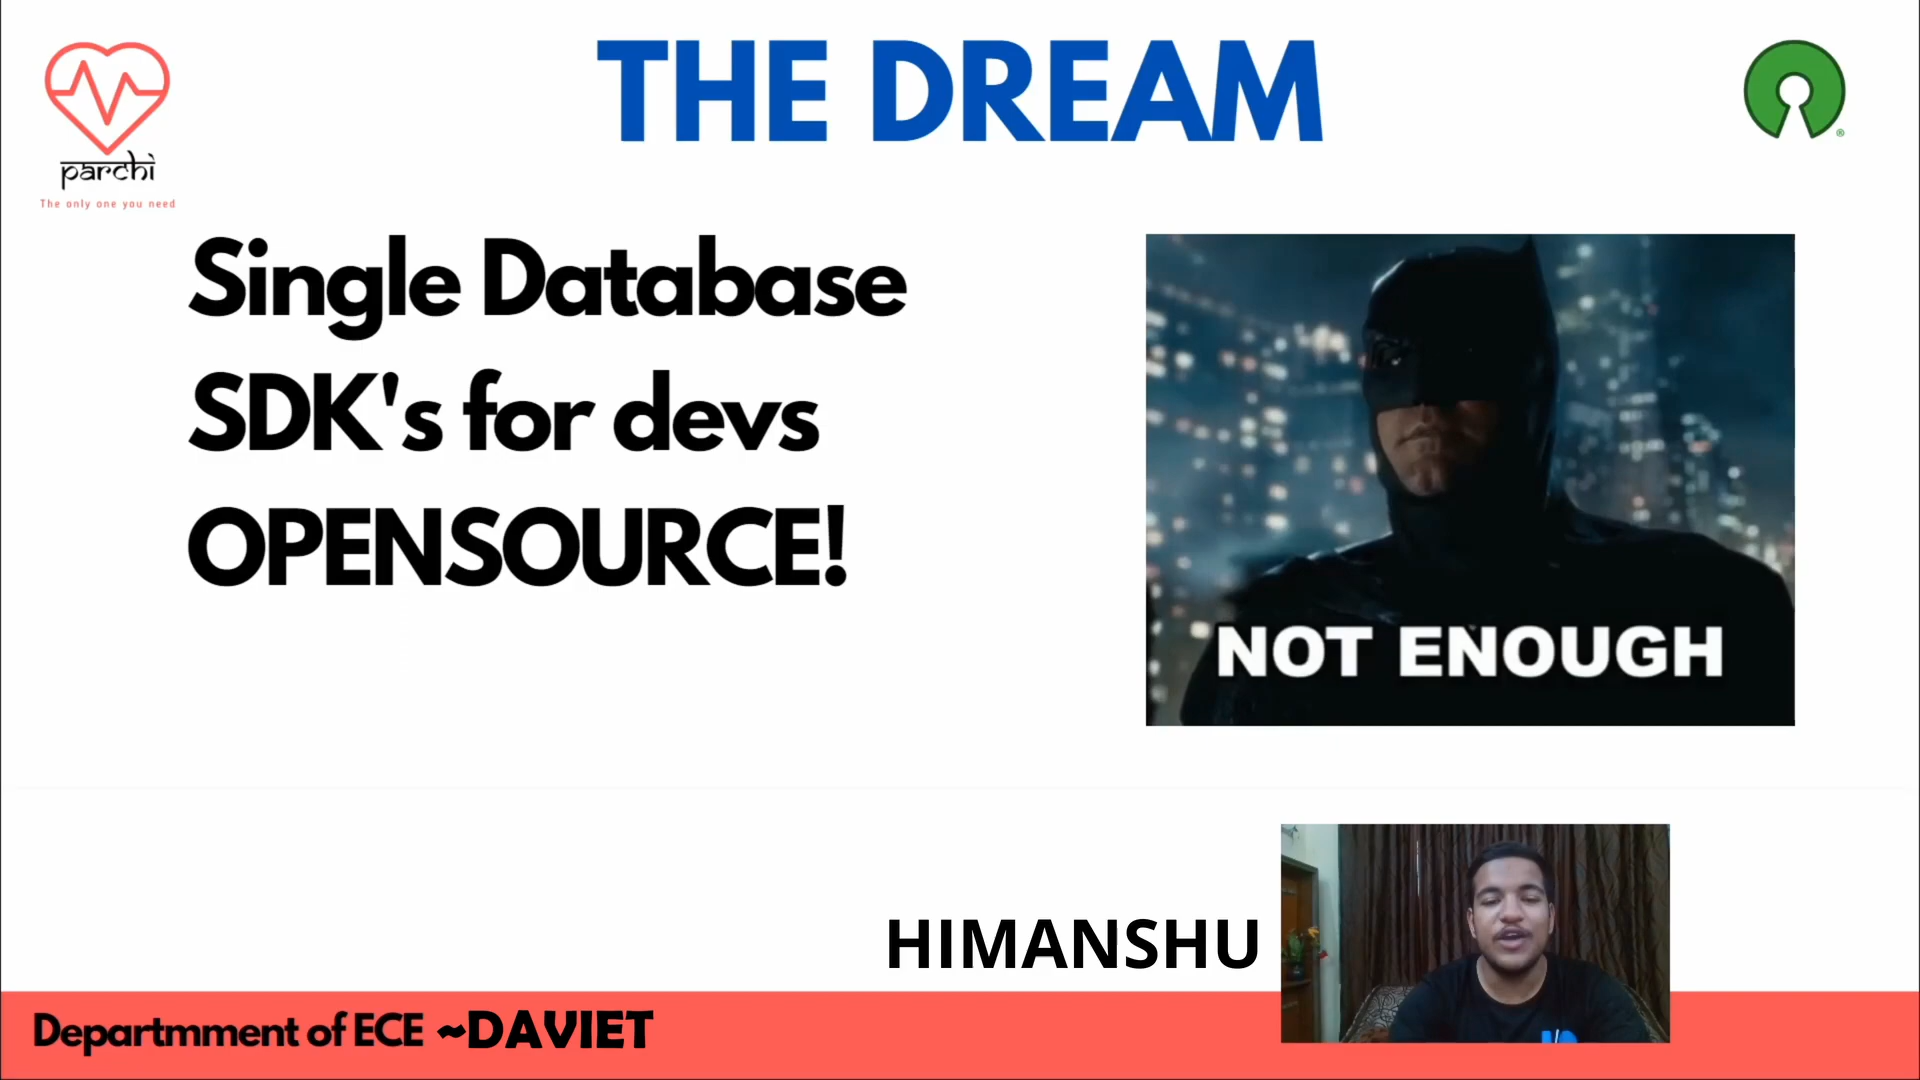 THE DREAM
parchi
The only one you need
®
Single Database
SDK's for devs
OPENSOURCE!
NOT ENOUGH
HIMANSHU
Departmment of ECE ~DAVIET